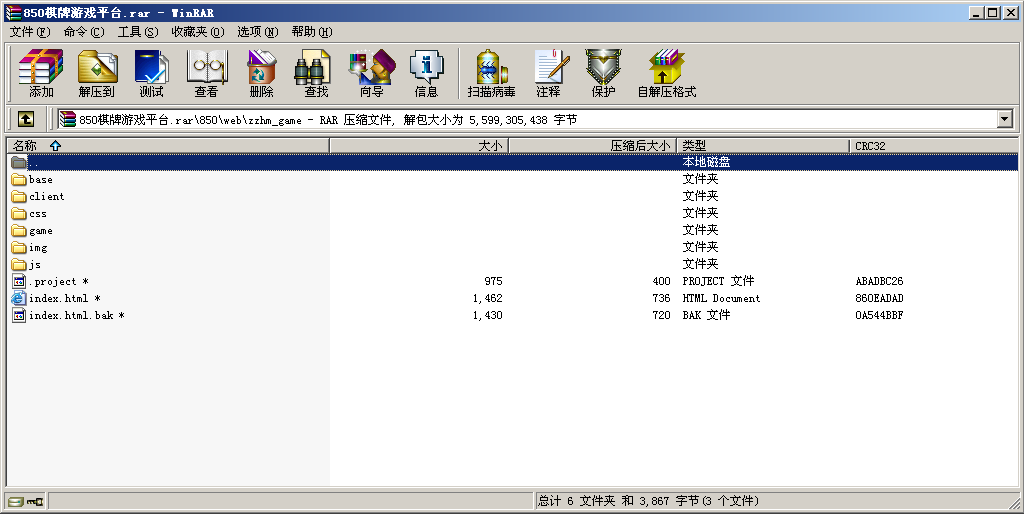 850棋牌游戏平台.rar - WinRAR
文件(F) 命令(C) 工具(S) 收藏夹(O) 选项(N) 帮助(H)
添加 解压到 测试 查看 删除 查找 向导 信息 扫描病毒 注释 保护 自解压格式
850棋牌游戏平台.rar\850\web\zzhm_game - RAR 压缩文件, 解包大小为 5,599,305,438 字节
名称 大小 压缩后大小 类型 CRC32
.. 本地磁盘
base 文件夹
client 文件夹
css 文件夹
game 文件夹
img 文件夹
js 文件夹
.project * 975 400 PROJECT 文件 ABADBC26
index.html * 1,462 736 HTML Document 860EADAD
index.html.bak * 1,430 720 BAK 文件 0A544BBF
总计 6 文件夹 和 3,867 字节(3 个文件)